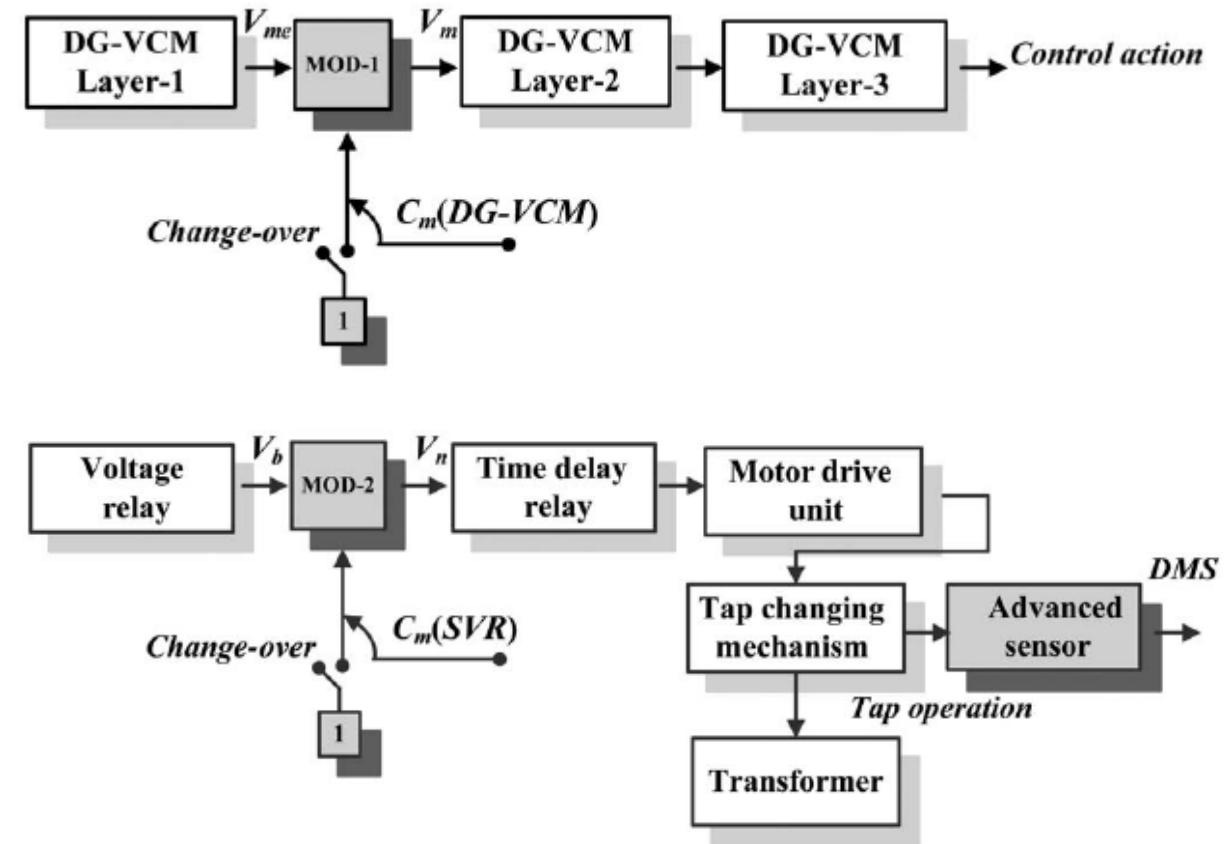 DG-VCM
Layer-1
V_me
MOD-1
V_m
DG-VCM
Layer-2
DG-VCM
Layer-3
Control action
C_m(DG-VCM)
Change-over
1
Voltage
relay
V_b
MOD-2
V_n
Time delay
relay
Motor drive
unit
Tap changing
mechanism
Advanced
sensor
DMS
C_m(SVR)
Change-over
1
Tap operation
Transformer